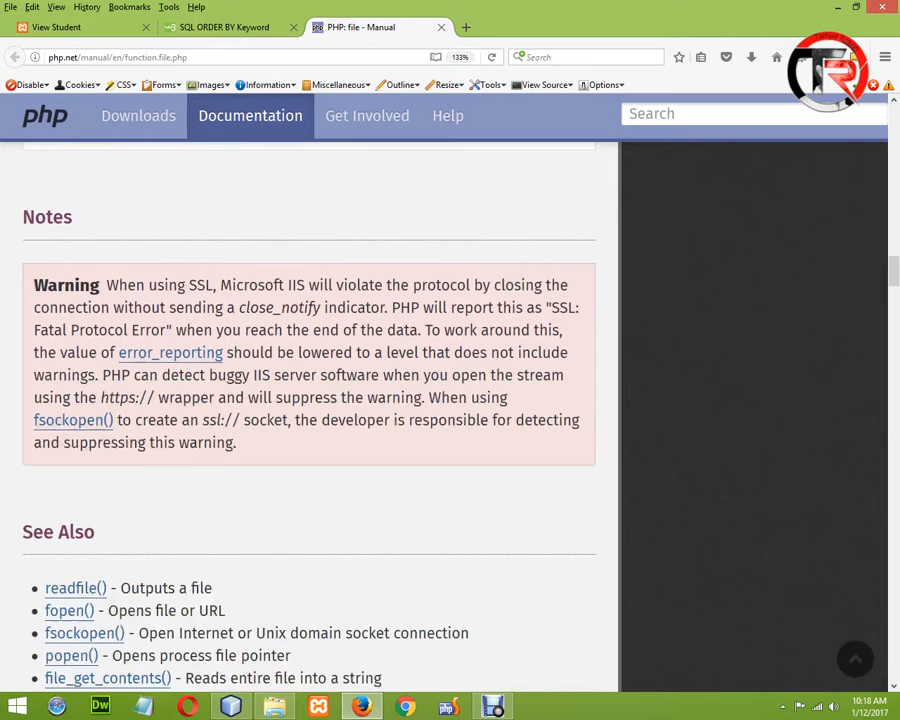 File Edit View History Bookmarks Tools Help
View Student SQL ORDER BY Keyword PHP: file - Manual
php.net/manual/en/function.file.php 133% Search
Disable Cookies CSS Forms Images Information Miscellaneous Outline Resize Tools View Source Options
php Downloads Documentation Get Involved Help Search
TR
Notes
Warning When using SSL, Microsoft IIS will violate the protocol by closing the
connection without sending a close_notify indicator. PHP will report this as "SSL:
Fatal Protocol Error" when you reach the end of the data. To work around this,
the value of error_reporting should be lowered to a level that does not include
warnings. PHP can detect buggy IIS server software when you open the stream
using the https:// wrapper and will suppress the warning. When using
fsockopen() to create an ssl:// socket, the developer is responsible for detecting
and suppressing this warning.
See Also
• readfile() - Outputs a file
• fopen() - Opens file or URL
• fsockopen() - Open Internet or Unix domain socket connection
• popen() - Opens process file pointer
• file_get_contents() - Reads entire file into a string
Dw
10:18 AM
1/12/2017